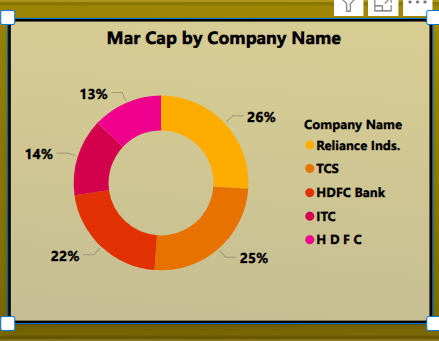 Mar Cap by Company Name
13%
26%
14%
22%
25%
Company Name
Reliance Inds.
TCS
HDFC Bank
ITC
H D F C